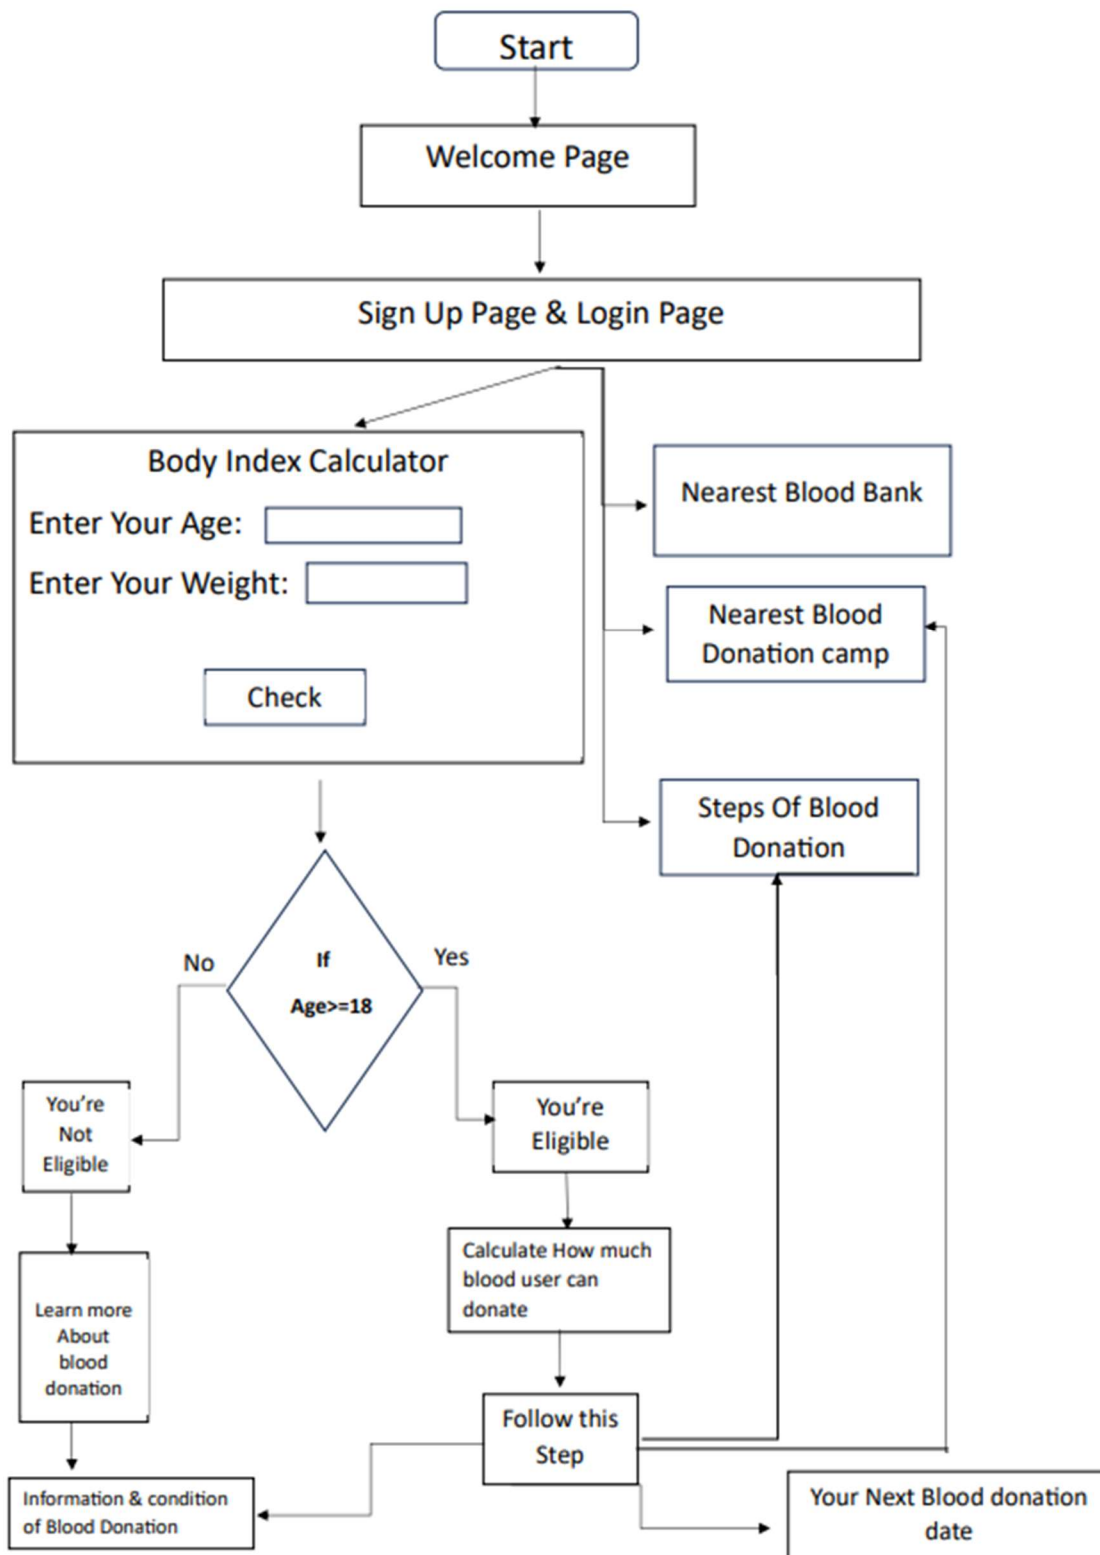 Start
Welcome Page
Sign Up Page & Login Page
Body Index Calculator
Enter Your Age:
Enter Your Weight:
Check
Nearest Blood Bank
Nearest Blood
Donation camp
Steps Of Blood
Donation
No
If
Age>=18
Yes
You're
Not
Eligible
You're
Eligible
Learn more
About
blood
donation
Calculate How much
blood user can
donate
Follow this
Step
Information & condition
of Blood Donation
Your Next Blood donation
date